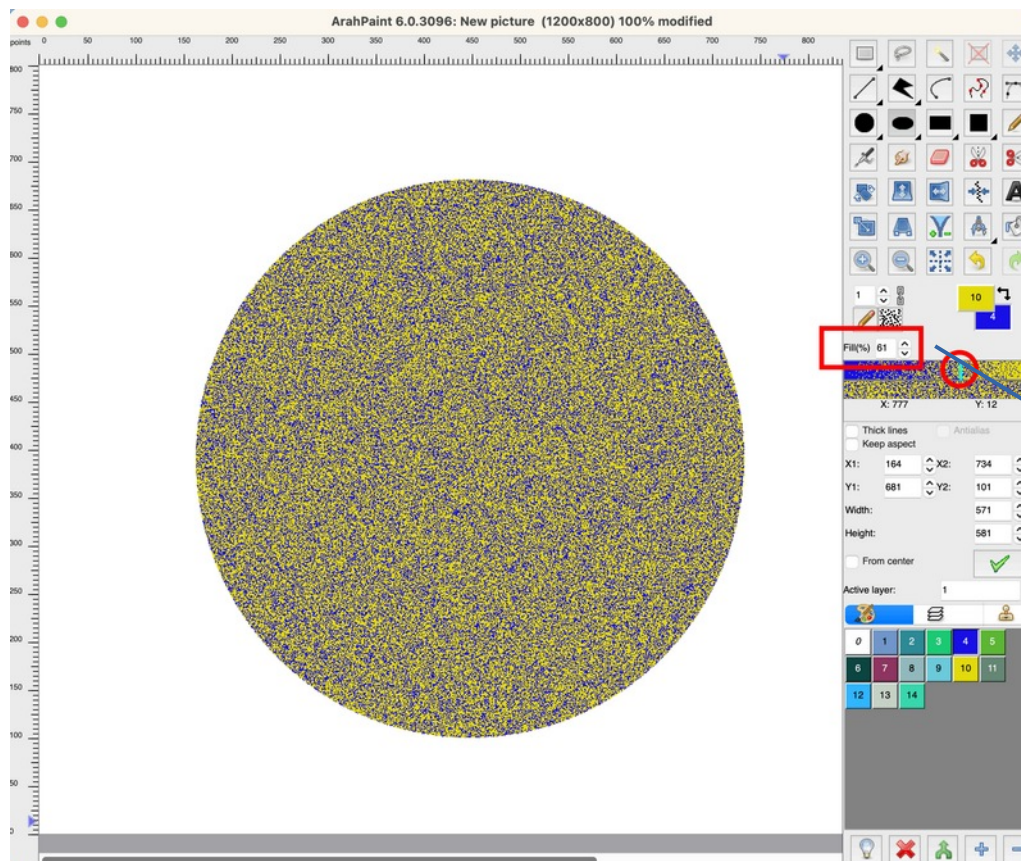 ArahPaint 6.0.3096: New picture (1200x800) 100% modified
points 0 50 100 150 200 250 300 350 400 450 500 550 600 650 700 750 800
800
750
700
650
600
550
500
450
400
350
300
250
200
150
100
50
0
A
1
10
4
Fill(%) 61
X: 777 Y: 12
Thick lines Antialias
Keep aspect
X1: 164 X2: 734
Y1: 681 Y2: 101
Width: 571
Height: 581
From center
Active layer: 1
0 1 2 3 4 5
6 7 8 9 10 11
12 13 14